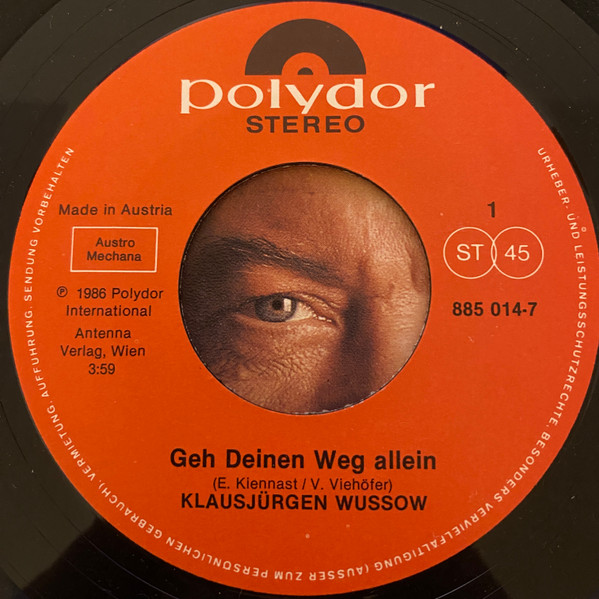 polydor
STEREO
Made in Austria
Austro
Mechana
℗ 1986 Polydor
International
Antenna
Verlag, Wien
3:59
1
ST 45
885 014-7
Geh Deinen Weg allein
(E. Kiennast / V. Viehöfer)
KLAUSJÜRGEN WUSSOW
URHEBER- UND LEISTUNGSSCHUTZRECHTE, BESONDERS VERVIELFÄLTIGUNG (AUSSER ZUM PERSÖNLICHEN GEBRAUCH), VERMIETUNG, AUFFÜHRUNG, SENDUNG VORBEHALTEN